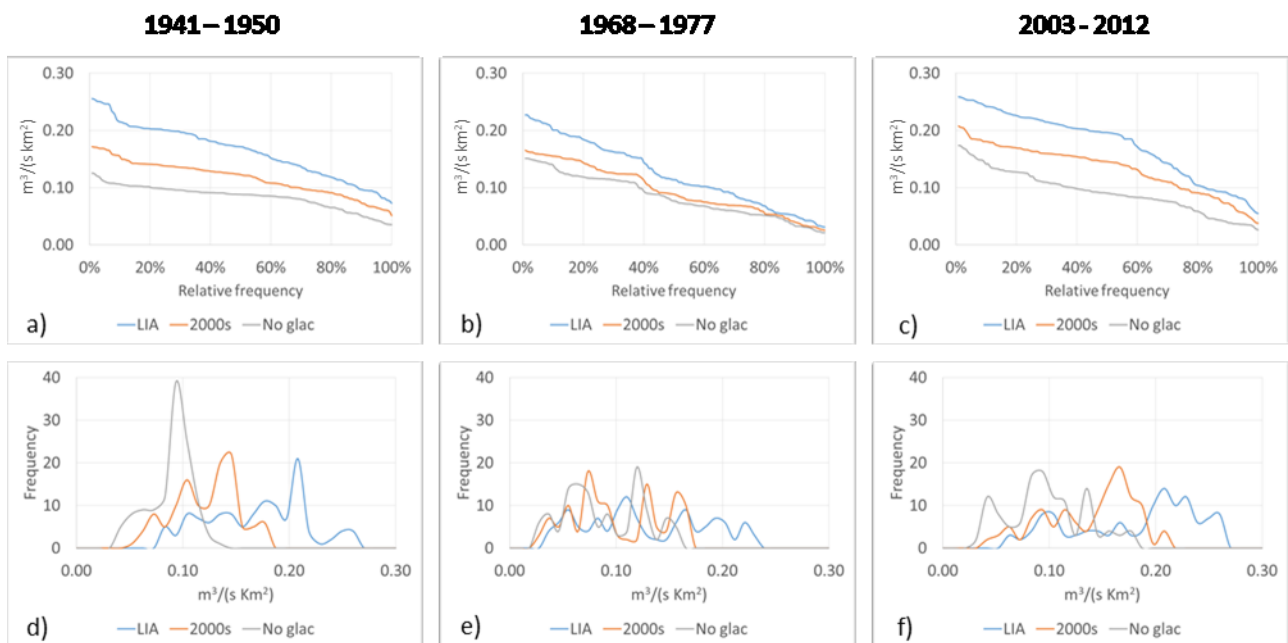 1941 – 1950
1968 – 1977
2003 - 2012
0.30
0.20
0.10
0.00
m³/(s km²)
0% 20% 40% 60% 80% 100%
Relative frequency
a)
LIA 2000s No glac
0.30
0.20
0.10
0.00
m³/(s km²)
0% 20% 40% 60% 80% 100%
Relative frequency
b)
LIA 2000s No glac
0.30
0.20
0.10
0.00
m³/(s km²)
0% 20% 40% 60% 80% 100%
Relative frequency
c)
LIA 2000s No glac
40
30
20
10
0
Frequency
0.00 0.10 0.20 0.30
m³/(s Km²)
d)
LIA 2000s No glac
40
30
20
10
0
Frequency
0.00 0.10 0.20 0.30
m³/(s Km²)
e)
LIA 2000s No glac
40
30
20
10
0
Frequency
0.00 0.10 0.20 0.30
m³/(s Km²)
f)
LIA 2000s No glac